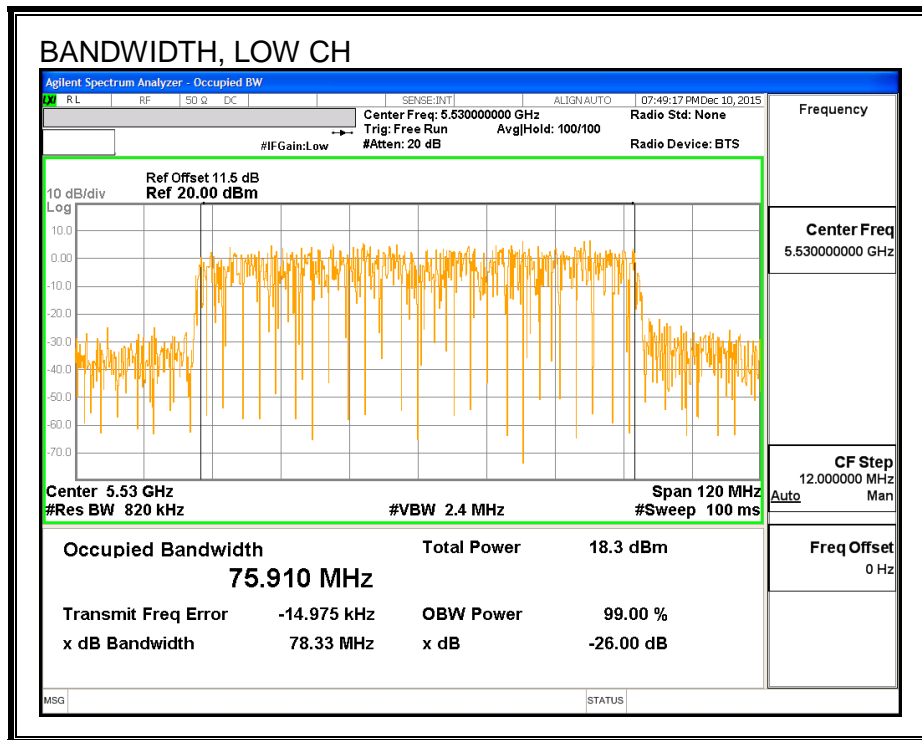 BANDWIDTH, LOW CH
Agilent Spectrum Analyzer - Occupied BW
LXI RL RF 50 Ω DC SENSE:INT ALIGNAUTO 07:49:17 PM Dec 10, 2015
Center Freq: 5.530000000 GHz Radio Std: None
Trig: Free Run Avg|Hold: 100/100
#IFGain:Low #Atten: 20 dB Radio Device: BTS
Frequency
Ref Offset 11.5 dB
10 dB/div Ref 20.00 dBm
Log
10.0
0.00
-10.0
-20.0
-30.0
-40.0
-50.0
-60.0
-70.0
Center 5.53 GHz Span 120 MHz
#Res BW 820 kHz #VBW 2.4 MHz #Sweep 100 ms
Center Freq
5.530000000 GHz
CF Step
12.000000 MHz
Auto Man
Freq Offset
0 Hz
Occupied Bandwidth Total Power 18.3 dBm
75.910 MHz
Transmit Freq Error -14.975 kHz OBW Power 99.00 %
x dB Bandwidth 78.33 MHz x dB -26.00 dB
MSG STATUS